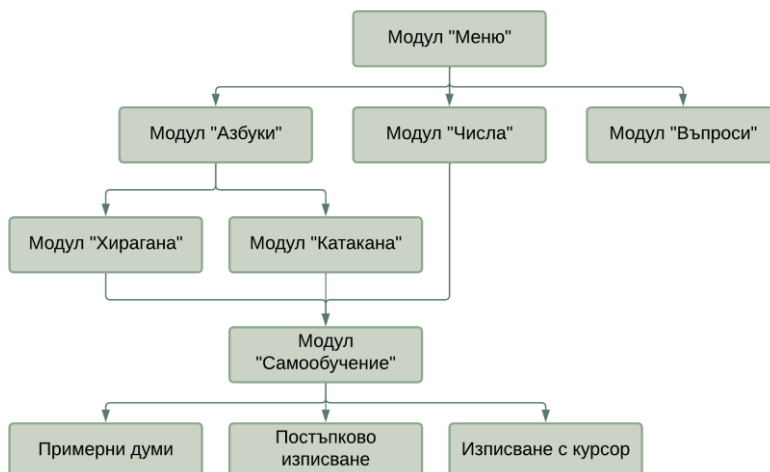 Модул "Меню"
Модул "Азбуки"
Модул "Числа"
Модул "Въпроси"
Модул "Хирагана"
Модул "Катакана"
Модул
"Самообучение"
Примерни думи
Постъпково
изписване
Изписване с курсор